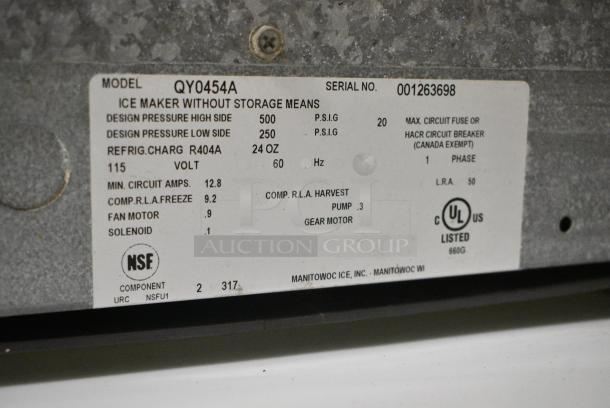 MODEL QY0454A SERIAL NO. 001263698
ICE MAKER WITHOUT STORAGE MEANS
DESIGN PRESSURE HIGH SIDE 500 P.S.I.G 20 MAX. CIRCUIT FUSE OR
DESIGN PRESSURE LOW SIDE 250 P.S.I.G HACR CIRCUIT BREAKER
(CANADA EXEMPT)
REFRIG.CHARG R404A 24 OZ
115 VOLT 60 Hz 1 PHASE
MIN. CIRCUIT AMPS. 12.8 L.R.A. 50
COMP.R.L.A.FREEZE 9.2 COMP. R.L.A. HARVEST
FAN MOTOR .9 PUMP .3
SOLENOID .1 GEAR MOTOR
C UL US
LISTED
660G
NSF
COMPONENT 2 317
URC NSFU1
MANITOWOC ICE, INC. - MANITOWOC WI
PCI
AUCTION GROUP